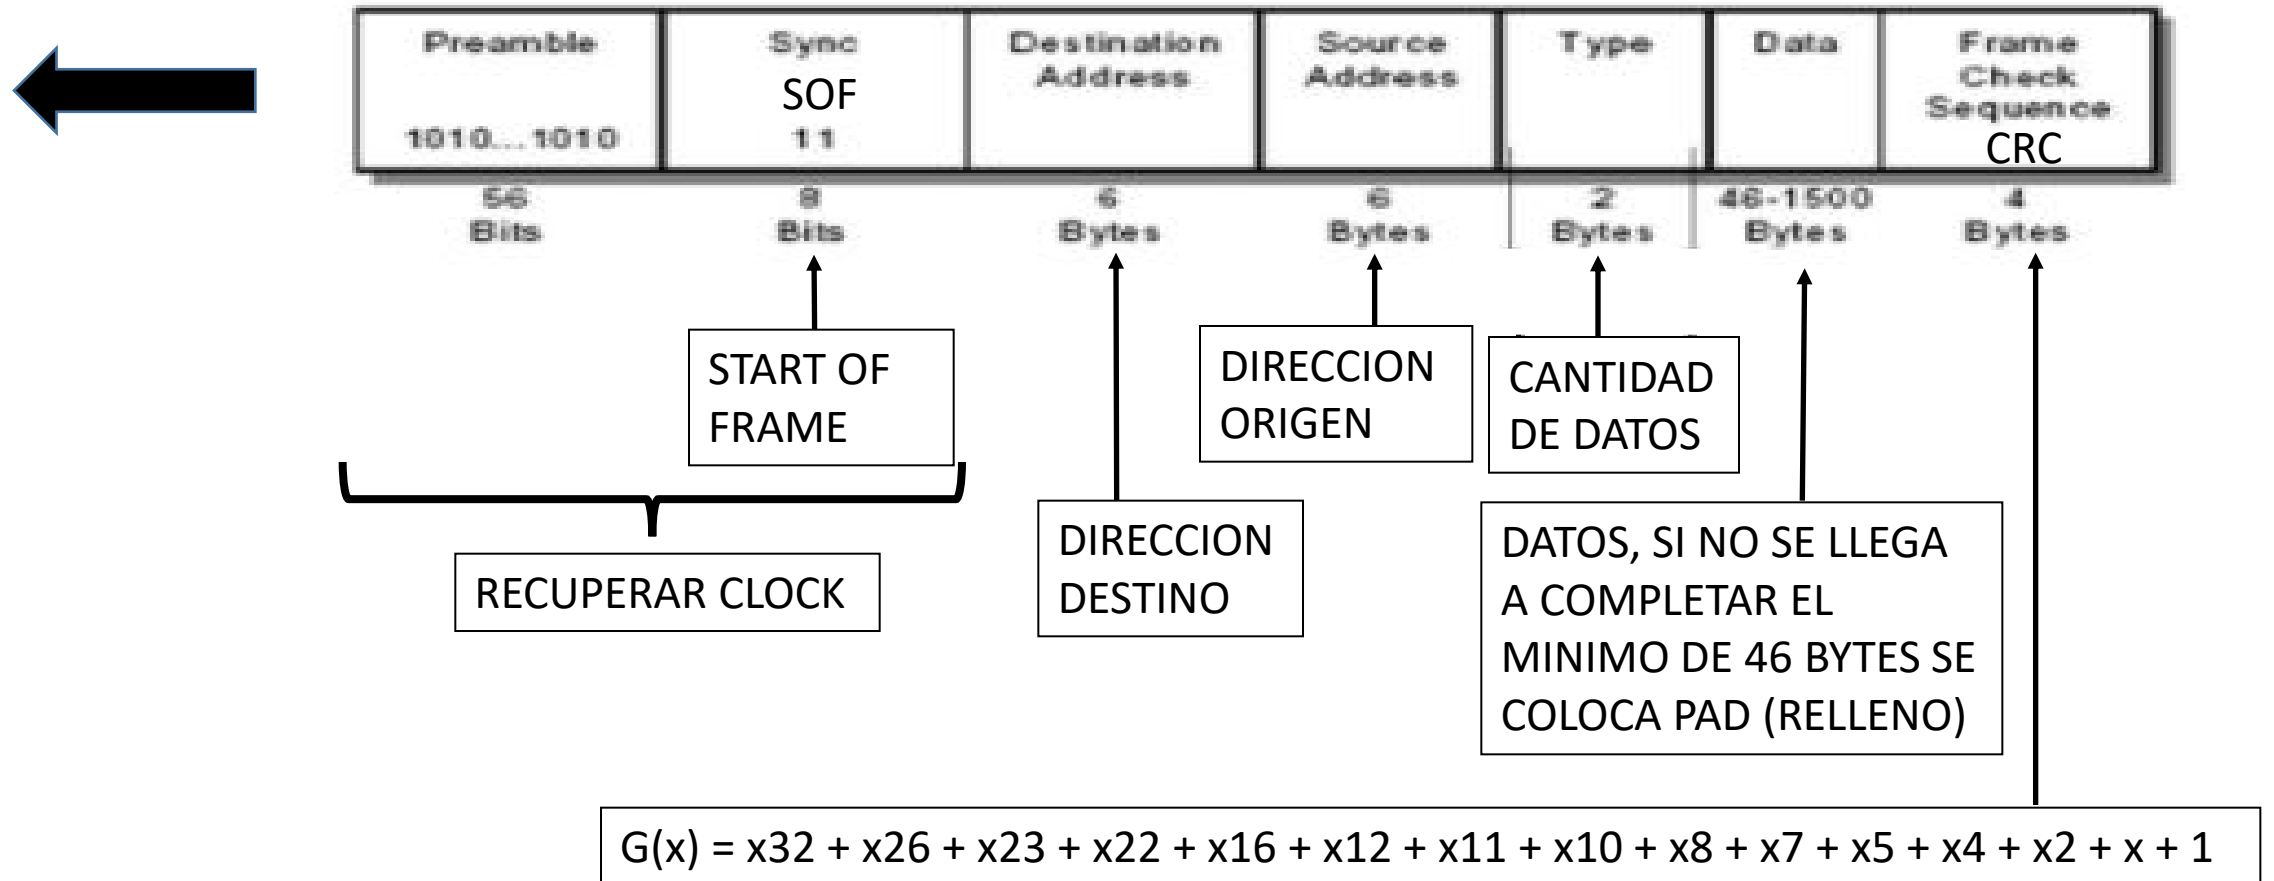 Preamble
1010...1010
Sync
SOF
11
Destination
Address
Source
Address
Type
Data
Frame
Check
Sequence
CRC
56
Bits
8
Bits
6
Bytes
6
Bytes
2
Bytes
46-1500
Bytes
4
Bytes
START OF
FRAME
DIRECCION
ORIGEN
CANTIDAD
DE DATOS
RECUPERAR CLOCK
DIRECCION
DESTINO
DATOS, SI NO SE LLEGA
A COMPLETAR EL
MINIMO DE 46 BYTES SE
COLOCA PAD (RELLENO)
G(x) = x32 + x26 + x23 + x22 + x16 + x12 + x11 + x10 + x8 + x7 + x5 + x4 + x2 + x + 1